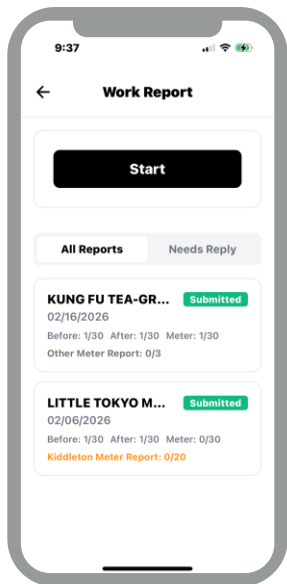 9:37
Work Report
Start
All Reports Needs Reply
KUNG FU TEA-GR... Submitted
02/16/2026
Before: 1/30 After: 1/30 Meter: 1/30
Other Meter Report: 0/3
LITTLE TOKYO M... Submitted
02/06/2026
Before: 1/30 After: 1/30 Meter: 0/30
Kiddleton Meter Report: 0/20